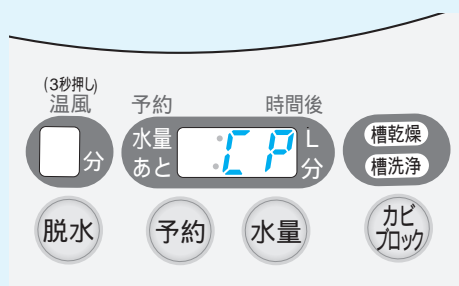 (3秒押し)
温風
予約
時間後
分
水量
あと
CP
L
分
槽乾燥
槽洗浄
脱水
予約
水量
カビ
ブロック